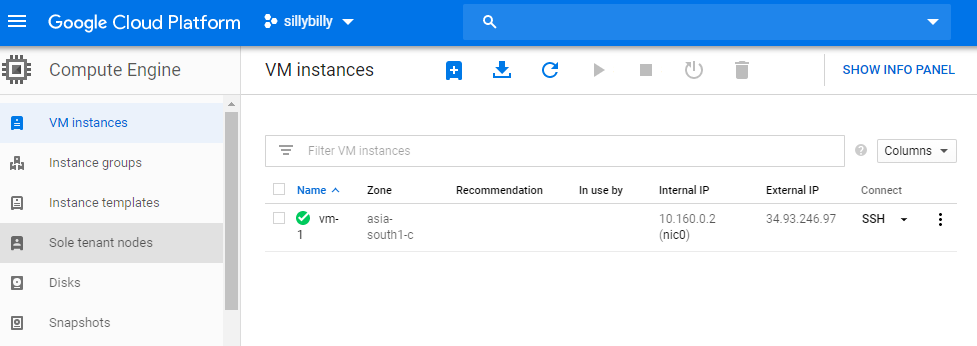 Google Cloud Platform sillybilly
Compute Engine
VM instances
SHOW INFO PANEL
VM instances
Instance groups
Instance templates
Sole tenant nodes
Disks
Snapshots
Filter VM instances
? Columns
Name Zone Recommendation In use by Internal IP External IP Connect
vm- asia- 10.160.0.2 34.93.246.97 SSH
1 south1-c (nic0)